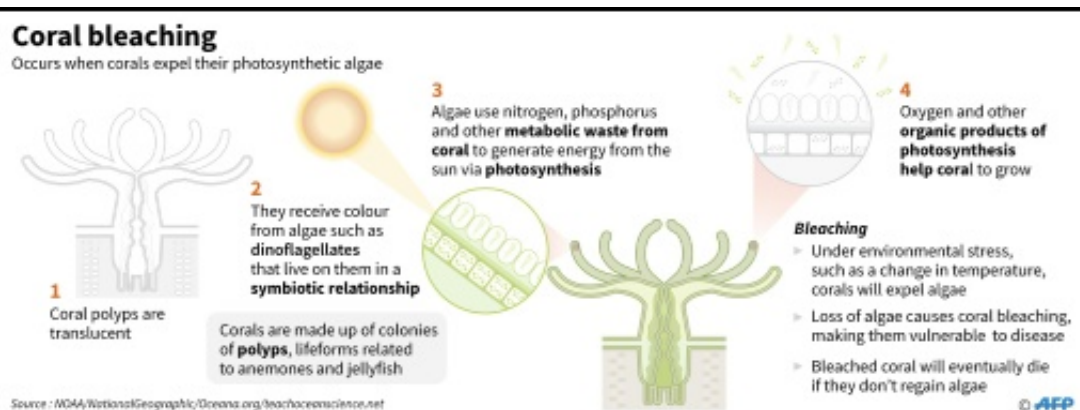 Coral bleaching
Occurs when corals expel their photosynthetic algae
1
Coral polyps are
translucent
2
They receive colour
from algae such as
dinoflagellates
that live on them in a
symbiotic relationship
Corals are made up of colonies
of polyps, lifeforms related
to anemones and jellyfish
3
Algae use nitrogen, phosphorus
and other metabolic waste from
coral to generate energy from the
sun via photosynthesis
4
Oxygen and other
organic products of
photosynthesis
help coral to grow
Bleaching
Under environmental stress,
such as a change in temperature,
corals will expel algae
Loss of algae causes coral bleaching,
making them vulnerable to disease
Bleached coral will eventually die
if they don't regain algae
Source : NOAA/NationalGeographic/Oceana.org/teachoceanscience.net
© AFP